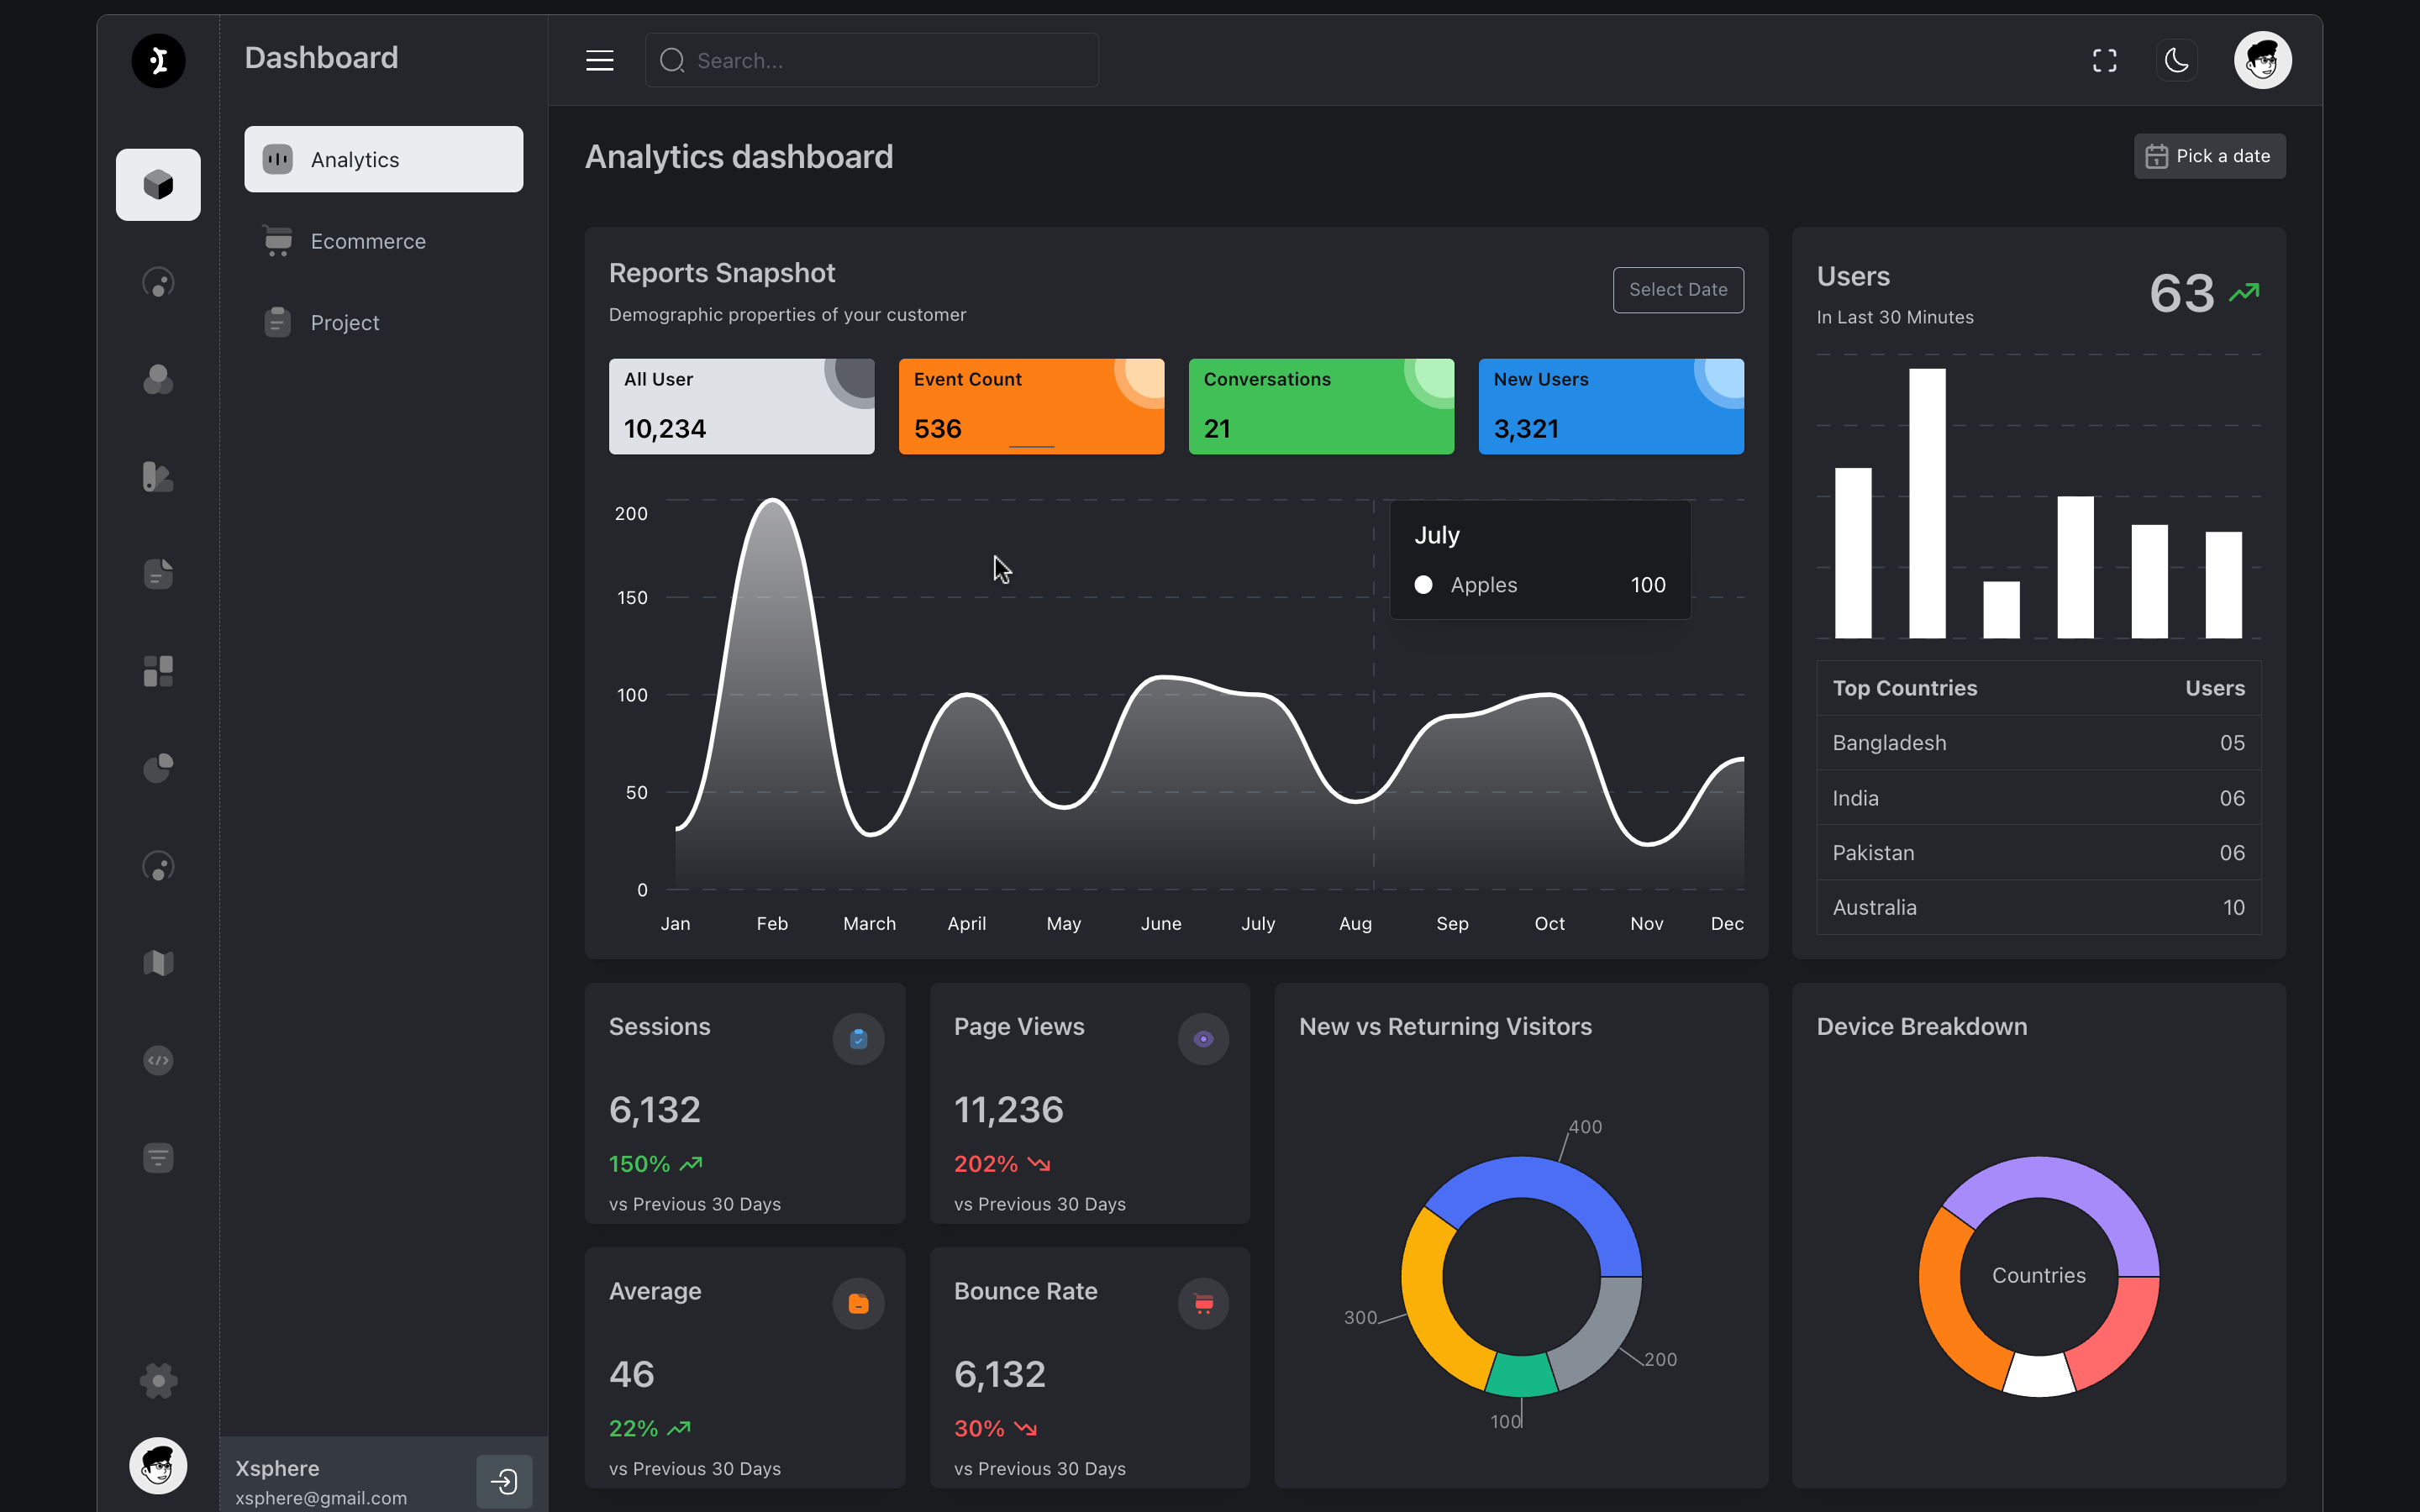 Dashboard
Search...
Analytics
Ecommerce
Project
Analytics dashboard
Pick a date
Reports Snapshot
Demographic properties of your customer
Select Date
All User
10,234
Event Count
536
Conversations
21
New Users
3,321
200
150
100
50
0
July
Apples 100
Jan Feb March April May June July Aug Sep Oct Nov Dec
Users
In Last 30 Minutes
63
Top Countries Users
Bangladesh 05
India 06
Pakistan 06
Australia 10
Sessions
6,132
150%
vs Previous 30 Days
Page Views
11,236
202%
vs Previous 30 Days
Average
46
22%
vs Previous 30 Days
Bounce Rate
6,132
30%
vs Previous 30 Days
New vs Returning Visitors
400
300
200
100
Device Breakdown
Countries
Xsphere
xsphere@gmail.com